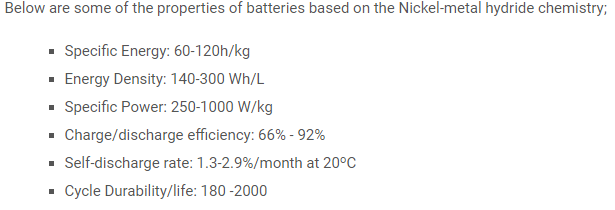 Below are some of the properties of batteries based on the Nickel-metal hydride chemistry;
▪ Specific Energy: 60-120h/kg
▪ Energy Density: 140-300 Wh/L
▪ Specific Power: 250-1000 W/kg
▪ Charge/discharge efficiency: 66% - 92%
▪ Self-discharge rate: 1.3-2.9%/month at 20ºC
▪ Cycle Durability/life: 180 -2000